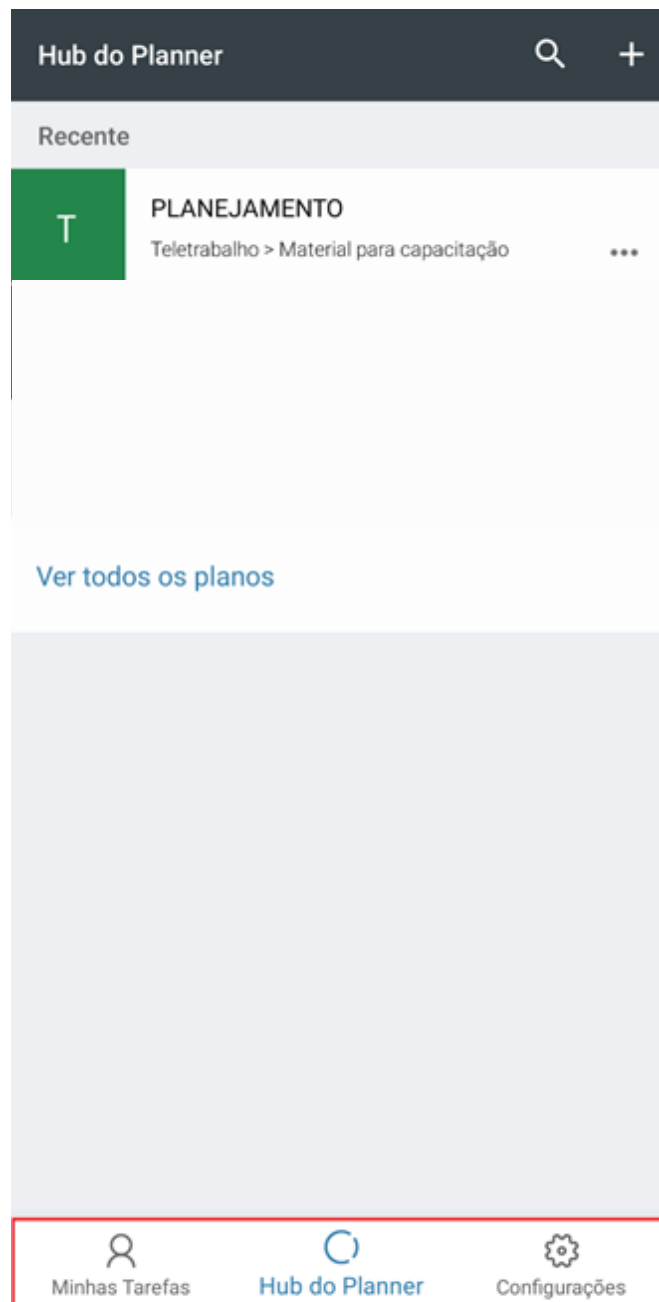 Hub do Planner
Recente
T
PLANEJAMENTO
Teletrabalho > Material para capacitação
Ver todos os planos
Minhas Tarefas
Hub do Planner
Configurações